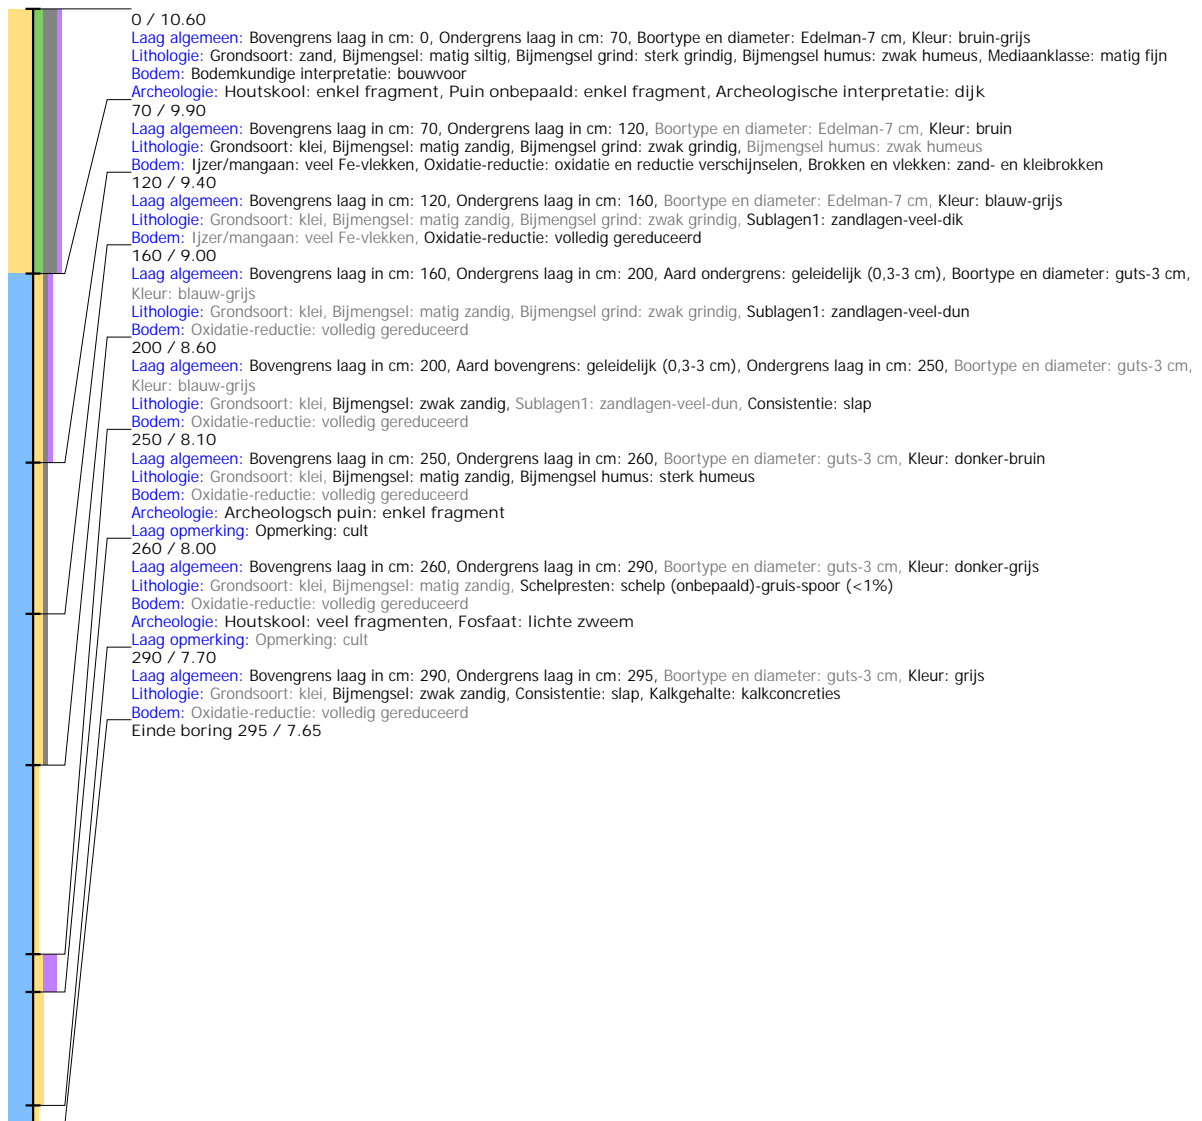 0 / 10.60
Laag algemeen: Bovengrens laag in cm: 0, Ondergrens laag in cm: 70, Boortype en diameter: Edelman-7 cm, Kleur: bruin-grijs
Lithologie: Grondsoort: zand, Bijmengsel: matig siltig, Bijmengsel grind: sterk grindig, Bijmengsel humus: zwak humeus, Mediaanklasse: matig fijn
Bodem: Bodemkundige interpretatie: bouwvoor
Archeologie: Houtskool: enkel fragment, Puin onbepaald: enkel fragment, Archeologische interpretatie: dijk
70 / 9.90
Laag algemeen: Bovengrens laag in cm: 70, Ondergrens laag in cm: 120, Boortype en diameter: Edelman-7 cm, Kleur: bruin
Lithologie: Grondsoort: klei, Bijmengsel: matig zandig, Bijmengsel grind: zwak grindig, Bijmengsel humus: zwak humeus
Bodem: Ijzer/mangaan: veel Fe-vlekken, Oxidatie-reductie: oxidatie en reductie verschijnselen, Brokken en vlekken: zand- en kleibrokken
120 / 9.40
Laag algemeen: Bovengrens laag in cm: 120, Ondergrens laag in cm: 160, Boortype en diameter: Edelman-7 cm, Kleur: blauw-grijs
Lithologie: Grondsoort: klei, Bijmengsel: matig zandig, Bijmengsel grind: zwak grindig, Sublagen1: zandlagen-veel-dik
Bodem: Ijzer/mangaan: veel Fe-vlekken, Oxidatie-reductie: volledig gereduceerd
160 / 9.00
Laag algemeen: Bovengrens laag in cm: 160, Ondergrens laag in cm: 200, Aard ondergrens: geleidelijk (0,3-3 cm), Boortype en diameter: guts-3 cm,
Kleur: blauw-grijs
Lithologie: Grondsoort: klei, Bijmengsel: matig zandig, Bijmengsel grind: zwak grindig, Sublagen1: zandlagen-veel-dun
Bodem: Oxidatie-reductie: volledig gereduceerd
200 / 8.60
Laag algemeen: Bovengrens laag in cm: 200, Aard bovengrens: geleidelijk (0,3-3 cm), Ondergrens laag in cm: 250, Boortype en diameter: guts-3 cm,
Kleur: blauw-grijs
Lithologie: Grondsoort: klei, Bijmengsel: zwak zandig, Sublagen1: zandlagen-veel-dun, Consistentie: slap
Bodem: Oxidatie-reductie: volledig gereduceerd
250 / 8.10
Laag algemeen: Bovengrens laag in cm: 250, Ondergrens laag in cm: 260, Boortype en diameter: guts-3 cm, Kleur: donker-bruin
Lithologie: Grondsoort: klei, Bijmengsel: matig zandig, Bijmengsel humus: sterk humeus
Bodem: Oxidatie-reductie: volledig gereduceerd
Archeologie: Archeologsch puin: enkel fragment
Laag opmerking: Opmerking: cult
260 / 8.00
Laag algemeen: Bovengrens laag in cm: 260, Ondergrens laag in cm: 290, Boortype en diameter: guts-3 cm, Kleur: donker-grijs
Lithologie: Grondsoort: klei, Bijmengsel: matig zandig, Schelpresten: schelp (onbepaald)-gruis-spoor (<1%)
Bodem: Oxidatie-reductie: volledig gereduceerd
Archeologie: Houtskool: veel fragmenten, Fosfaat: lichte zweem
Laag opmerking: Opmerking: cult
290 / 7.70
Laag algemeen: Bovengrens laag in cm: 290, Ondergrens laag in cm: 295, Boortype en diameter: guts-3 cm, Kleur: grijs
Lithologie: Grondsoort: klei, Bijmengsel: zwak zandig, Consistentie: slap, Kalkgehalte: kalkconcreties
Bodem: Oxidatie-reductie: volledig gereduceerd
Einde boring 295 / 7.65